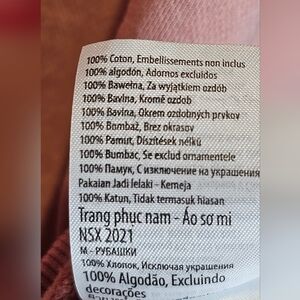 100% Coton, Embellissements non inclus
100% algodón, Adornos excluidos
100% Bawełna, Za wyjątkiem ozdób
100% Bavlna, Kromě ozdob
100% Bavlna, Okrem ozdobných prvkov
100% Bombaž, Brez okrasov
100% Pamut, Díszítések nélkü
100% Bumbac, Se exclud ornamentele
100% Памук, С изключение на украшения
Pakaian Jadi lelaki - Kemeja
100% Katun, Tidak termasuk hiasan
Trang phục nam - Áo sơ mi
NSX 2021
М - РУБАШКИ
100% Хлопок, Исключая украшения
100% Algodão, Excluindo
decorações